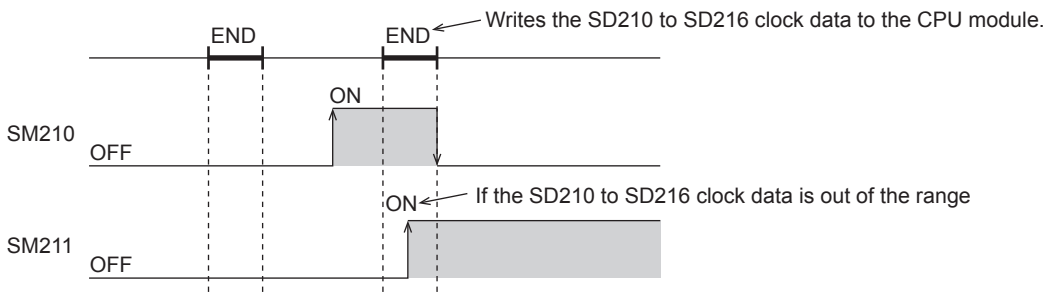 Writes the SD210 to SD216 clock data to the CPU module.
END
END
ON
SM210
OFF
If the SD210 to SD216 clock data is out of the range
ON
SM211
OFF